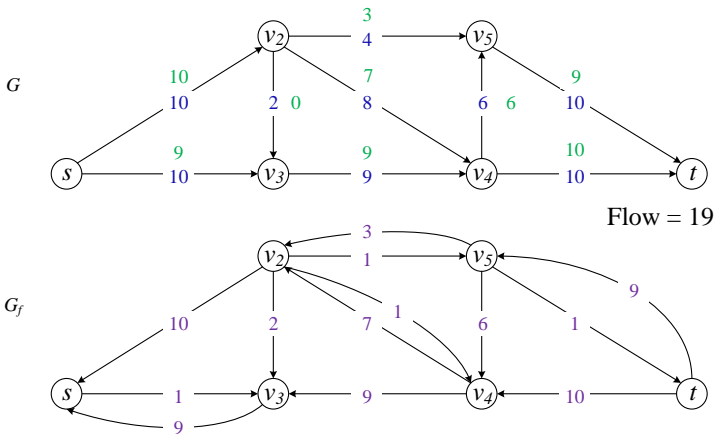 3
v2 4 v5
10 7 9
G
10 2 0 8 6 6 10
9 9 10
s 10 v3 9 v4 10 t
Flow = 19
3
v2 1 v5
9
Gf
1
10 2 7 6 1
s 1 v3 9 v4 10 t
9